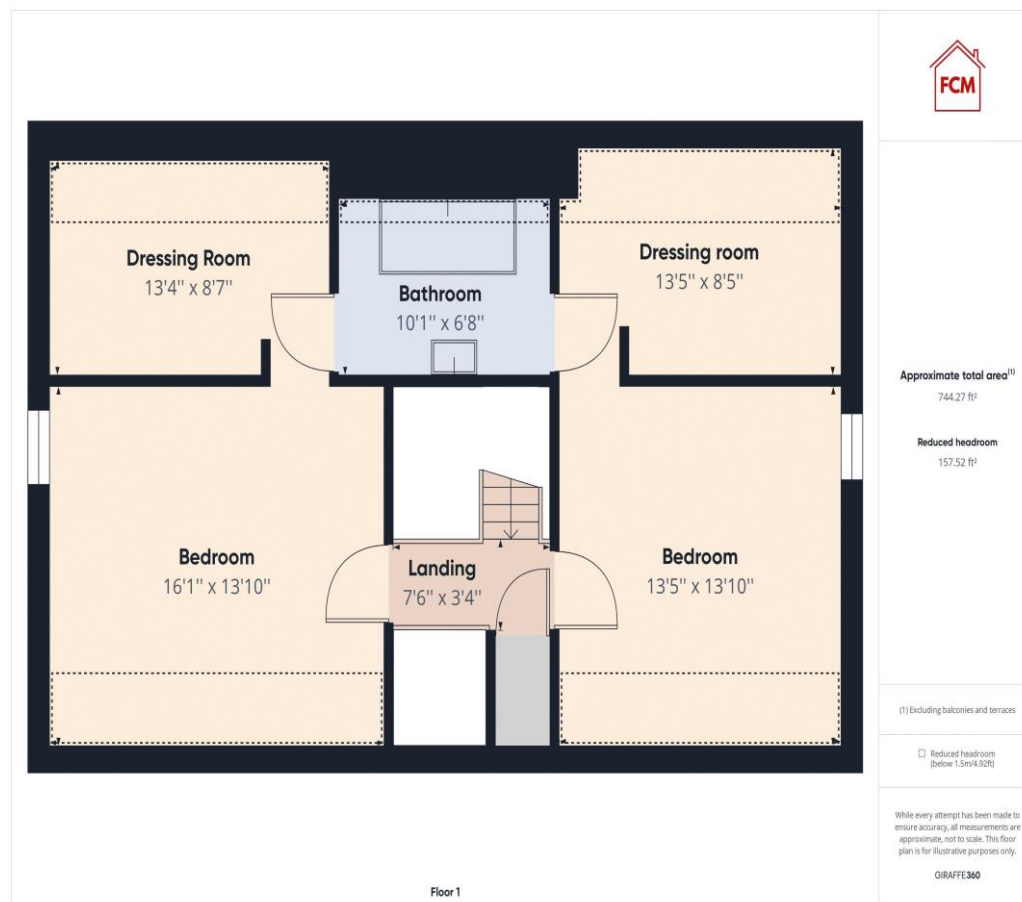 FCM
Dressing Room
13'4" x 8'7"
Bathroom
10'1" x 6'8"
Dressing room
13'5" x 8'5"
Bedroom
16'1" x 13'10"
Landing
7'6" x 3'4"
Bedroom
13'5" x 13'10"
Floor 1
Approximate total area(1)
744.27 ft²
Reduced headroom
157.52 ft²
(1) Excluding balconies and terraces
Reduced headroom
(below 1.5m/4.92ft)
While every attempt has been made to
ensure accuracy, all measurements are
approximate, not to scale. This floor
plan is for illustrative purposes only.
GIRAFFE360